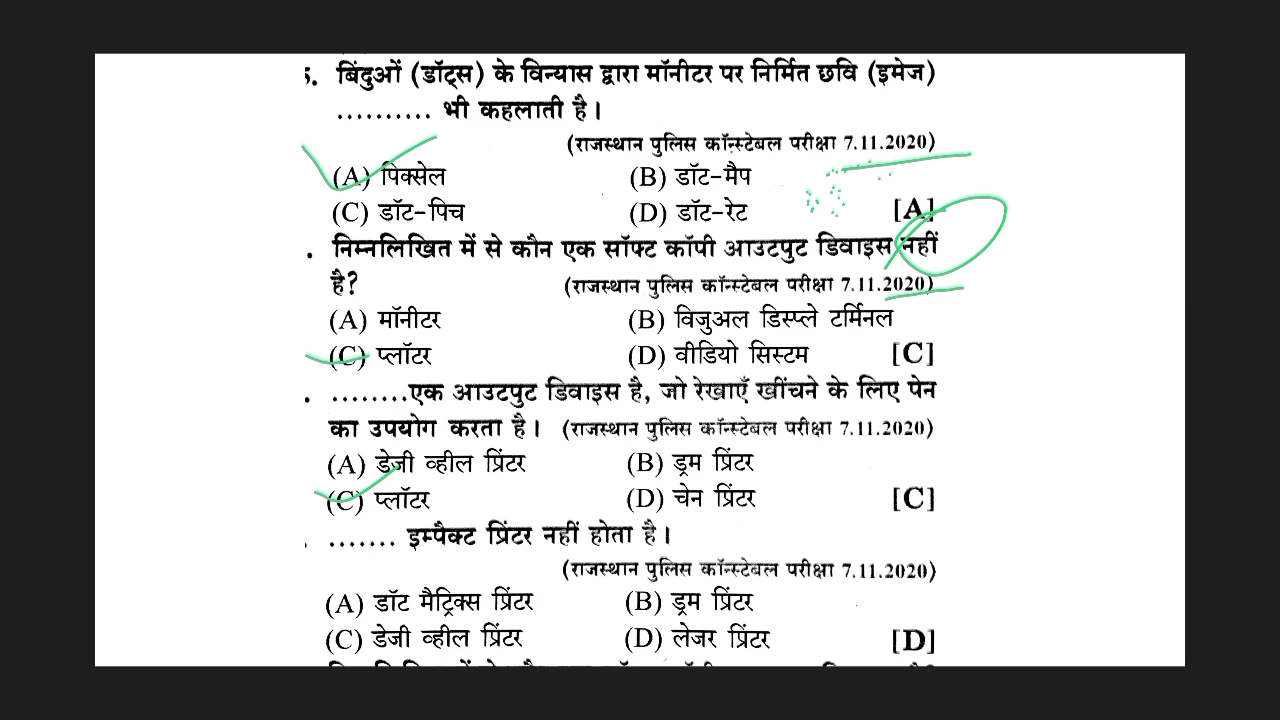 5. बिंदुओं (डॉट्स) के विन्यास द्वारा मॉनीटर पर निर्मित छवि (इमेज)
.......... भी कहलाती है।
(राजस्थान पुलिस कॉन्स्टेबल परीक्षा 7.11.2020)
(A) पिक्सेल (B) डॉट-मैप
(C) डॉट-पिच (D) डॉट-रेट [A]
. निम्नलिखित में से कौन एक सॉफ्ट कॉपी आउटपुट डिवाइस नहीं
है? (राजस्थान पुलिस कॉन्स्टेबल परीक्षा 7.11.2020)
(A) मॉनीटर (B) विजुअल डिस्प्ले टर्मिनल
(C) प्लॉटर (D) वीडियो सिस्टम [C]
. ........एक आउटपुट डिवाइस है, जो रेखाएँ खींचने के लिए पेन
का उपयोग करता है। (राजस्थान पुलिस कॉन्स्टेबल परीक्षा 7.11.2020)
(A) डेज़ी व्हील प्रिंटर (B) ड्रम प्रिंटर
(C) प्लॉटर (D) चेन प्रिंटर [C]
. ....... इम्पैक्ट प्रिंटर नहीं होता है।
(राजस्थान पुलिस कॉन्स्टेबल परीक्षा 7.11.2020)
(A) डॉट मैट्रिक्स प्रिंटर (B) ड्रम प्रिंटर
(C) डेजी व्हील प्रिंटर (D) लेजर प्रिंटर [D]